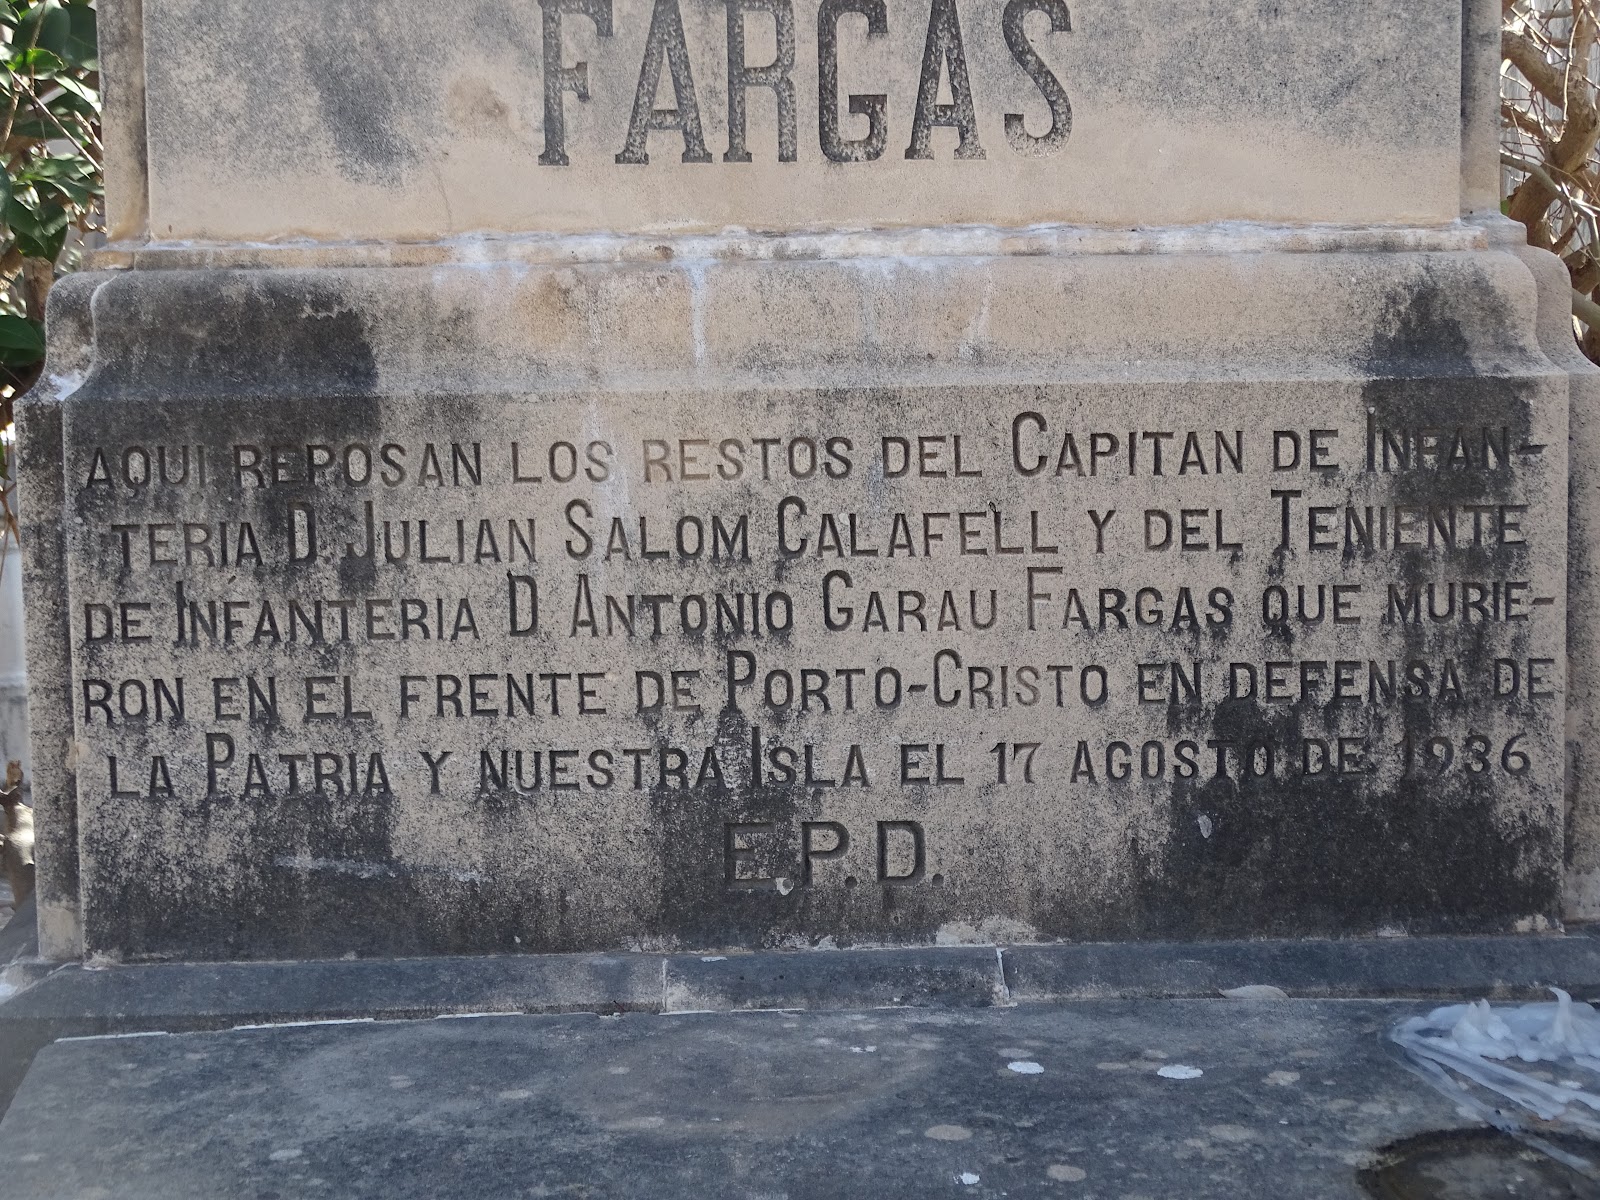 FARGAS
AQUI REPOSAN LOS RESTOS DEL CAPITAN DE INFAN-
TERIA D. JULIAN SALOM CALAFELL Y DEL TENIENTE
DE INFANTERIA D. ANTONIO GARAU FARGAS QUE MURIE-
RON EN EL FRENTE DE PORTO-CRISTO EN DEFENSA DE
LA PATRIA Y NUESTRA ISLA EL 17 AGOSTO DE 1936
E.P.D.